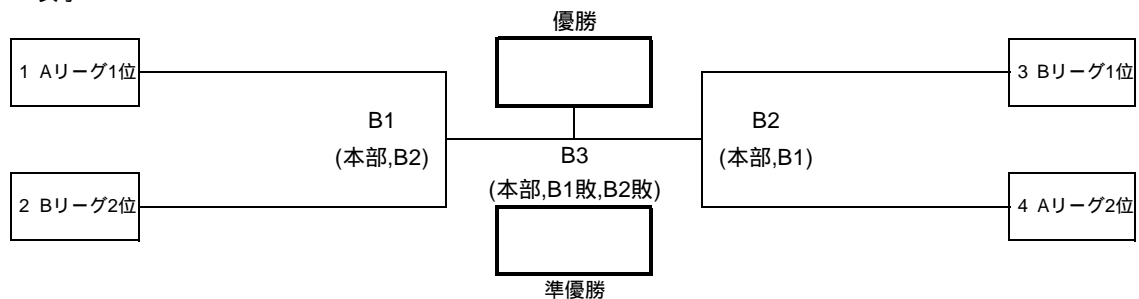 優勝
1 Aリーグ1位
3 Bリーグ1位
B1
(本部,B2)
B2
(本部,B1)
B3
(本部,B1敗,B2敗)
2 Bリーグ2位
4 Aリーグ2位
準優勝